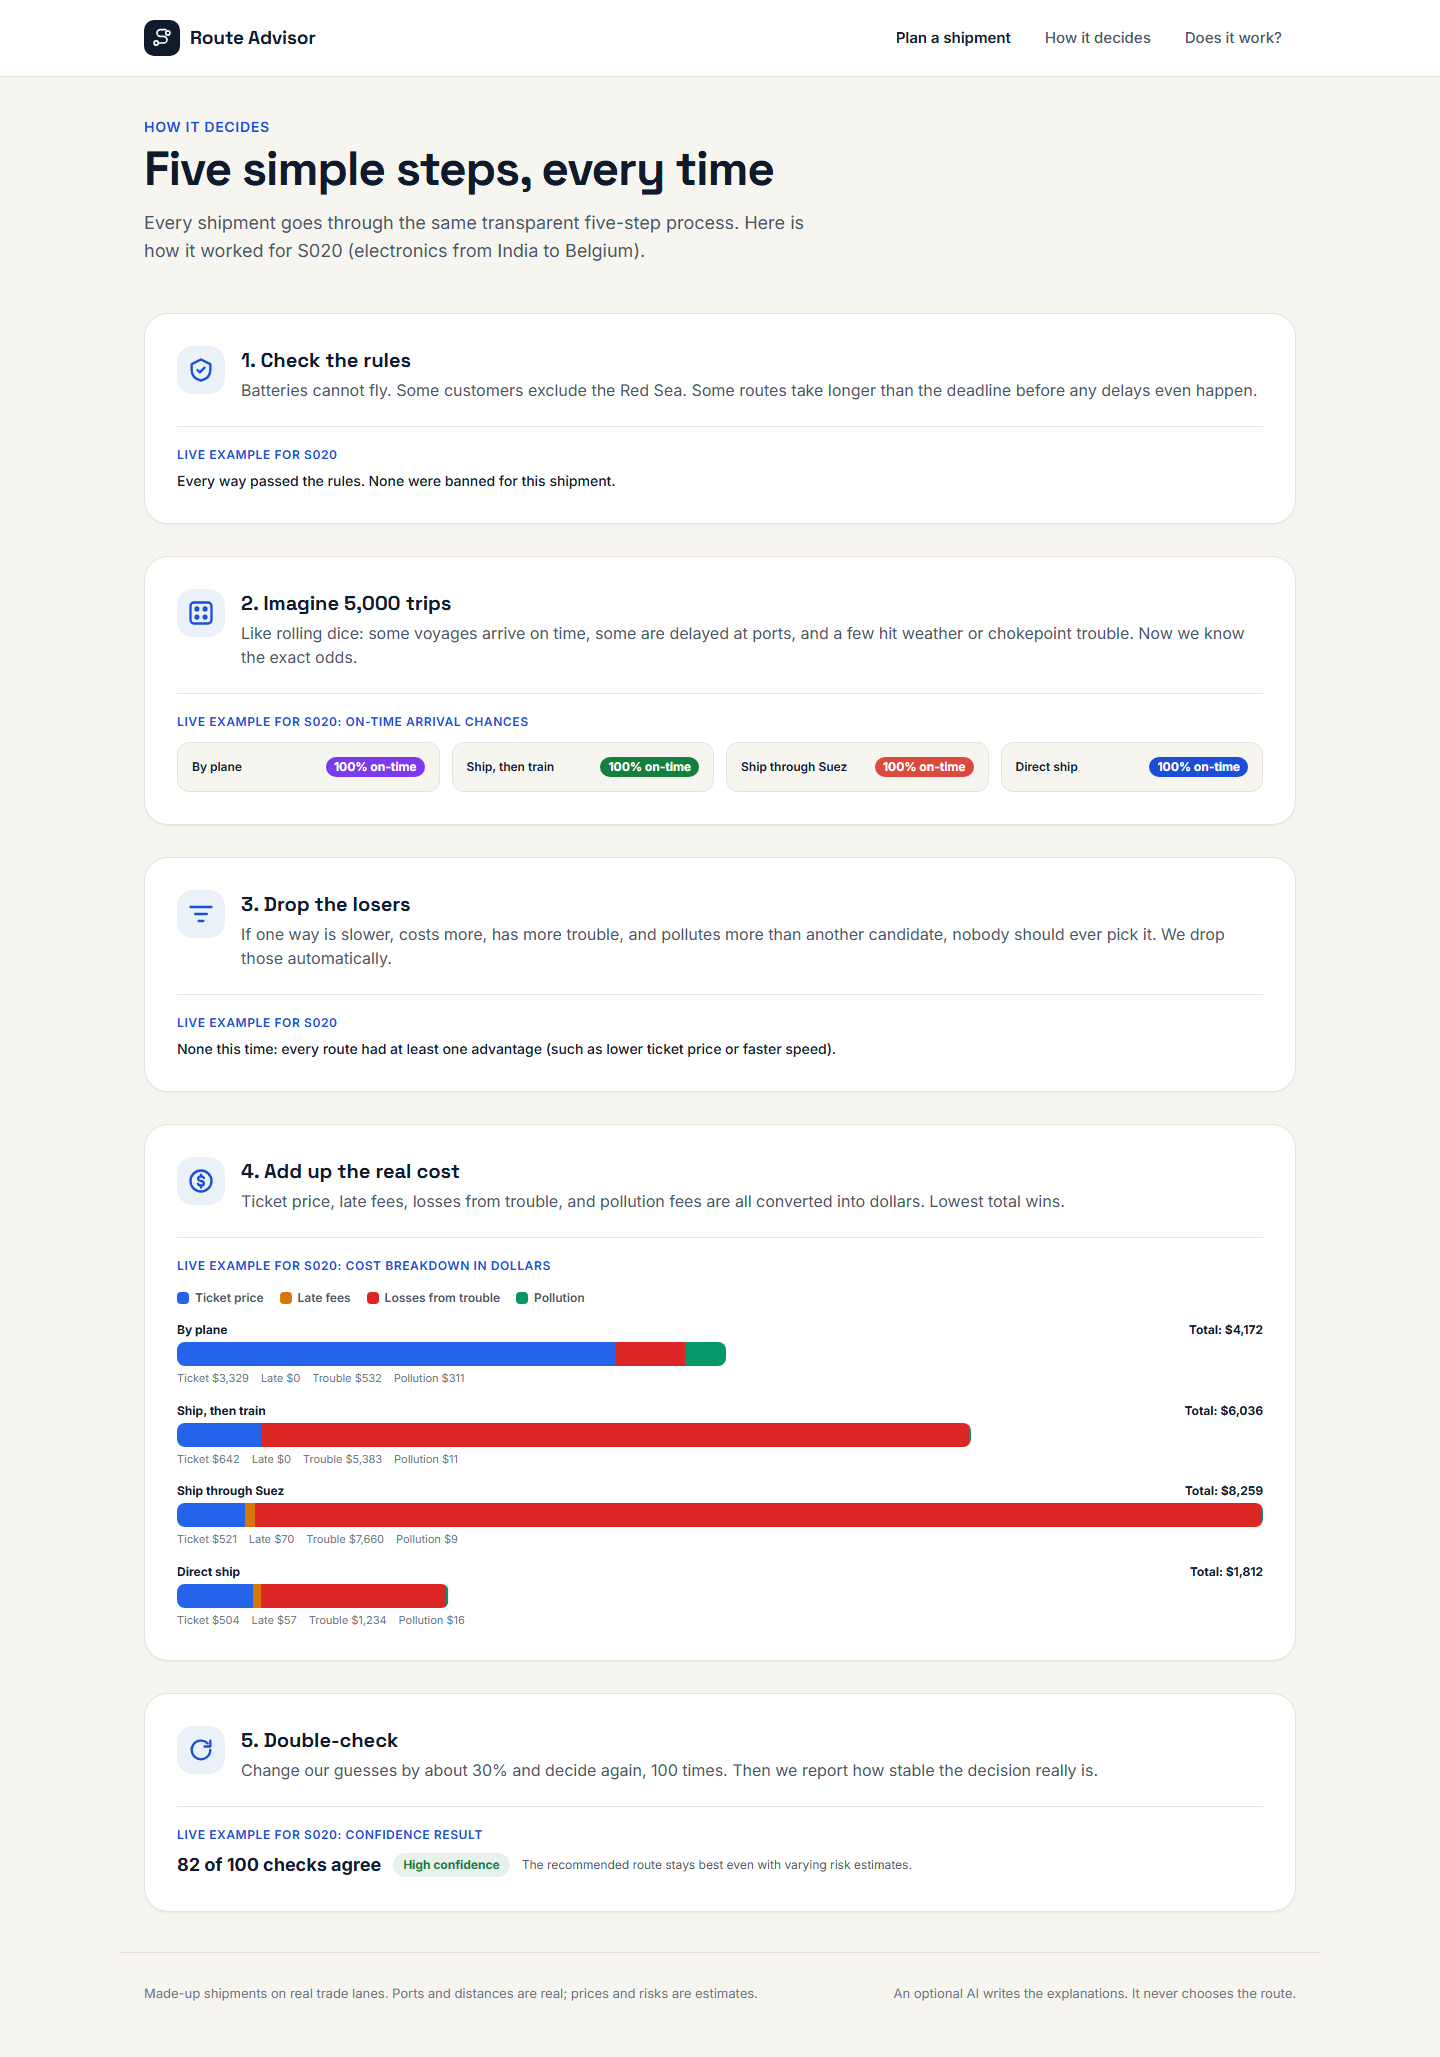 Route Advisor
Plan a shipment
How it decides
Does it work?
HOW IT DECIDES
Five simple steps, every time
Every shipment goes through the same transparent five-step process. Here is
how it worked for S020 (electronics from India to Belgium).
1. Check the rules
Batteries cannot fly. Some customers exclude the Red Sea. Some routes take longer than the deadline before any delays even happen.
LIVE EXAMPLE FOR S020
Every way passed the rules. None were banned for this shipment.
2. Imagine 5,000 trips
Like rolling dice: some voyages arrive on time, some are delayed at ports, and a few hit weather or chokepoint trouble. Now we know
the exact odds.
LIVE EXAMPLE FOR S020: ON-TIME ARRIVAL CHANCES
By plane 100% on-time
Ship, then train 100% on-time
Ship through Suez 100% on-time
Direct ship 100% on-time
3. Drop the losers
If one way is slower, costs more, has more trouble, and pollutes more than another candidate, nobody should ever pick it. We drop
those automatically.
LIVE EXAMPLE FOR S020
None this time: every route had at least one advantage (such as lower ticket price or faster speed).
4. Add up the real cost
Ticket price, late fees, losses from trouble, and pollution fees are all converted into dollars. Lowest total wins.
LIVE EXAMPLE FOR S020: COST BREAKDOWN IN DOLLARS
Ticket price Late fees Losses from trouble Pollution
By plane Total: $4,172
Ticket $3,329 Late $0 Trouble $532 Pollution $311
Ship, then train Total: $6,036
Ticket $642 Late $0 Trouble $5,383 Pollution $11
Ship through Suez Total: $8,259
Ticket $521 Late $70 Trouble $7,660 Pollution $9
Direct ship Total: $1,812
Ticket $504 Late $57 Trouble $1,234 Pollution $16
5. Double-check
Change our guesses by about 30% and decide again, 100 times. Then we report how stable the decision really is.
LIVE EXAMPLE FOR S020: CONFIDENCE RESULT
82 of 100 checks agree High confidence The recommended route stays best even with varying risk estimates.
Made-up shipments on real trade lanes. Ports and distances are real; prices and risks are estimates.
An optional AI writes the explanations. It never chooses the route.